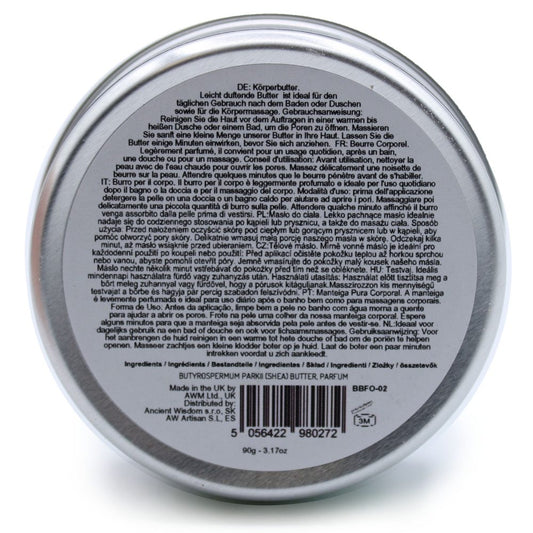 DE: Körperbutter.
Leicht duftende Butter ist ideal für den
täglichen Gebrauch nach dem Baden oder Duschen
sowie für die Körpermassage. Gebrauchsanweisung:
Reinigen Sie die Haut vor dem Auftragen in einer warmen bis
heißen Dusche oder einem Bad, um die Poren zu öffnen. Massieren
Sie sanft eine kleine Menge unserer Butter in Ihre Haut. Lassen Sie die
Butter einige Minuten einwirken, bevor Sie sich anziehen. FR: Beurre Corporel.
Legèrement parfumé, il convient pour un usage quotidien, après un bain,
une douche ou pour un massage. Conseil d'utilisation: Avant utilisation, nettoyer la
peau avec de l'eau chaude pour ouvrir les pores. Massez délicatement une noisette de
beurre sur la peau. Attendre quelques minutes que le beurre pénètre avant de s'habiller.
IT: Burro per il corpo. Il burro per il corpo è leggermente profumato e ideale per l'uso quotidiano
dopo il bagno o la doccia e per il massaggio del corpo. Modalità d'uso: prima dell'applicazione
detergere la pelle in una doccia o un bagno caldo per aiutare ad aprire i pori. Massaggiare poi
delicatamente una piccola quantità di burro sulla pelle. Attendere qualche minuto affinché il burro
venga assorbito dalla pelle prima di vestirsi. PL:Masło do ciała. Lekko pachnące masło idealnie
nadaje się do codziennego stosowania po kąpieli lub prysznicu, a także do masażu ciała. Sposób
użycia: Przed nałożeniem oczyścić skórę pod ciepłym lub gorącym prysznicem lub w kąpieli, aby
pomóc otworzyć pory skóry. Delikatnie wmasuj małą porcję naszego masła w skórę. Odczekaj kilka
minut, aż masło wsiąknie przed ubieraniem. CZ:Tělové máslo. Mírně vonné máslo je ideální pro
každodenní použití po koupeli nebo použití: Před aplikací očistěte pokožku teplou až horkou sprchou
nebo vanou, abyste pomohli otevřít póry. Jemně vmasírujte do pokožky malý kousek našeho másla.
Máslo nechte několik minut vstřebávat do pokožky před tím než se obléknete. HU: Testvaj. Ideális
mindennapi használatra fürdő vagy zuhanyzás után. Használati utasítás: Használat előtt tisztítsa meg a
bőrt meleg zuhannyal vagy fürdővel, hogy a pórusok kitáguljanak.Masszírozzon kis mennyiségű
testvajat a bőrbe és hagyja pár percig szabadon felszívódni. PT: Manteiga Pura Corporal. A manteiga
é levemente perfumada e ideal para uso diário após o banho bem como para massagens corporais.
Forma de Uso: Antes da aplicação, limpe bem a pele no banho com água morna a quente
para ajudar a abrir os poros. Frote na pele uma colher da nossa manteiga corporal. Espere
alguns minutos para que a manteiga seja absorvida pela pele antes de vestir-se. NL:Ideaal voor
dagelijks gebruik na een bad of douche en ook voor lichaamsmassages. Gebruiksaanwijzing: Voor
het aanbrengen de huid reinigen in een warme tot hete douche of bad om de poriën te helpen
openen. Masseer zachtjes een kleine klodder boter op je huid. Laat de boter een paar minuten
intrekken voordat u zich aankleedt.
Ingredients / Ingrédients / Bestandteile / Ingredientes / Skład / Ingredienti / Zložky / összetevők
BUTYROSPERMUM PARKII (SHEA) BUTTER, PARFUM
Made in the UK by
AWM Ltd., UK
Distributed by:
Ancient Wisdom s.r.o, SK
AW Artisan S.L, ES
BBFO-02
5 056422 980272
3M
90g - 3.17oz